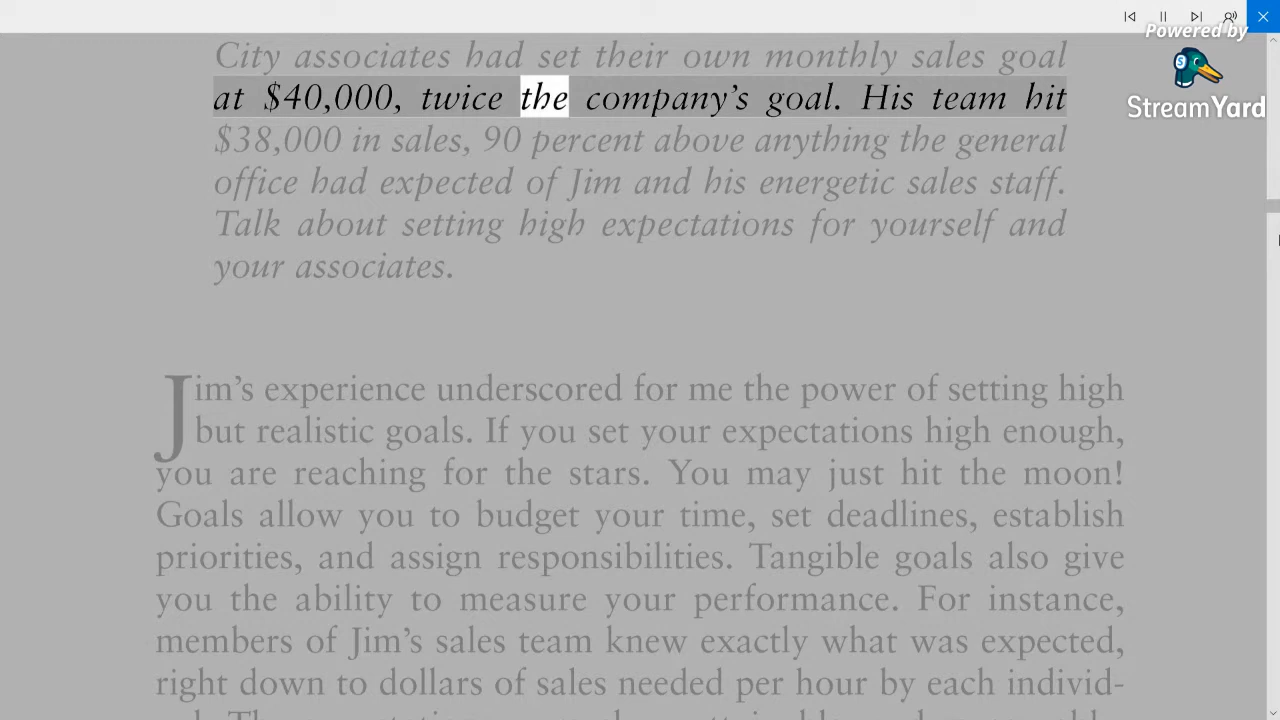 Powered by
StreamYard
City associates had set their own monthly sales goal
at $40,000, twice the company’s goal. His team hit
$38,000 in sales, 90 percent above anything the general
office had expected of Jim and his energetic sales staff.
Talk about setting high expectations for yourself and
your associates.
Jim’s experience underscored for me the power of setting high
but realistic goals. If you set your expectations high enough,
you are reaching for the stars. You may just hit the moon!
Goals allow you to budget your time, set deadlines, establish
priorities, and assign responsibilities. Tangible goals also give
you the ability to measure your performance. For instance,
members of Jim’s sales team knew exactly what was expected,
right down to dollars of sales needed per hour by each individ-